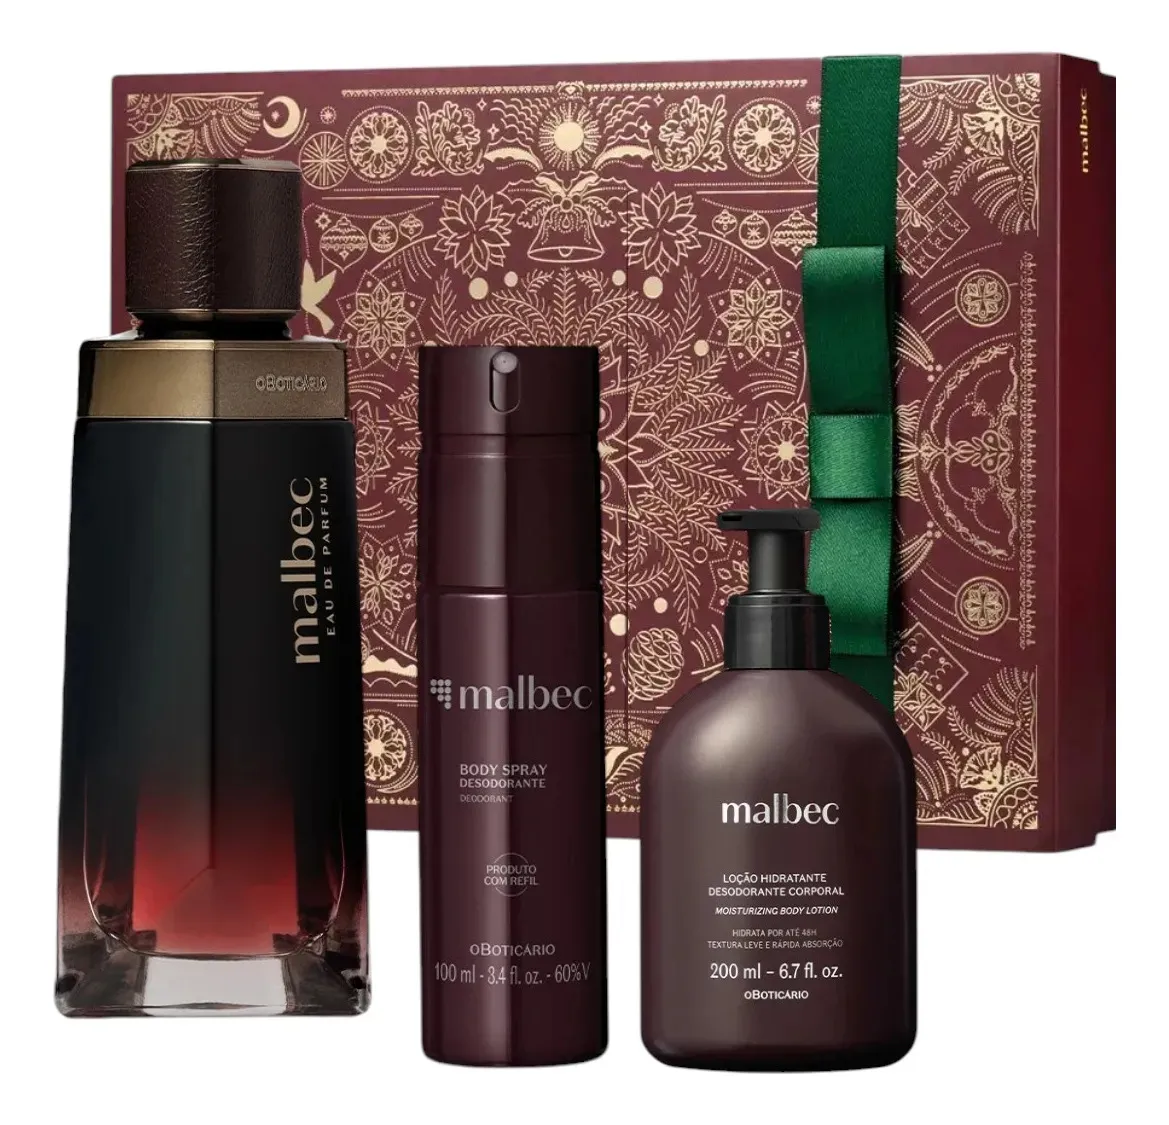 malbec
oBOTICÁRIO
malbec
EAU DE PARFUM
malbec
BODY SPRAY
DESODORANTE
DEODORANT
PRODUTO
COM REFIL
oBOTICÁRIO
100 ml - 3.4 fl. oz. - 60%V
malbec
LOÇÃO HIDRATANTE
DESODORANTE CORPORAL
MOISTURIZING BODY LOTION
HIDRATA POR ATÉ 48H
TEXTURA LEVE E RÁPIDA ABSORÇÃO
200 ml – 6.7 fl. oz.
oBOTICÁRIO